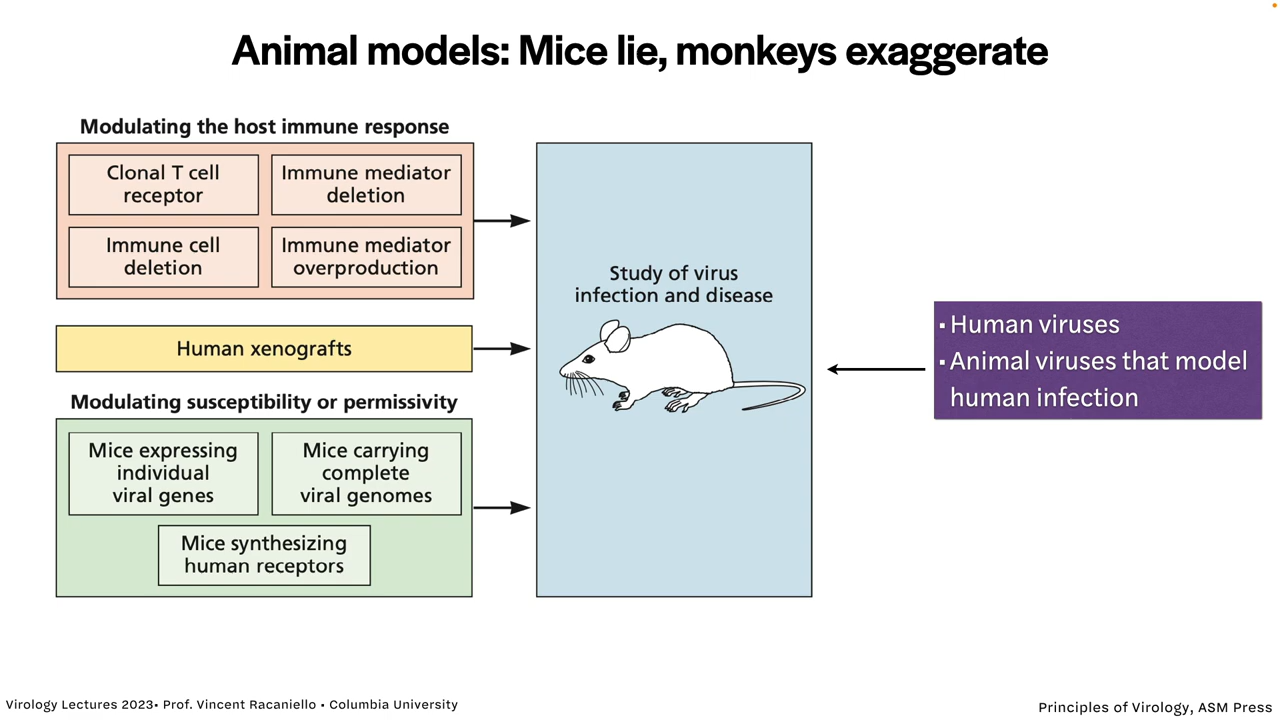 Animal models: Mice lie, monkeys exaggerate
Modulating the host immune response
Clonal T cell
receptor
Immune mediator
deletion
Immune cell
deletion
Immune mediator
overproduction
Human xenografts
Modulating susceptibility or permissivity
Mice expressing
individual
viral genes
Mice carrying
complete
viral genomes
Mice synthesizing
human receptors
Study of virus
infection and disease
▪ Human viruses
▪ Animal viruses that model
human infection
Virology Lectures 2023• Prof. Vincent Racaniello • Columbia University
Principles of Virology, ASM Press